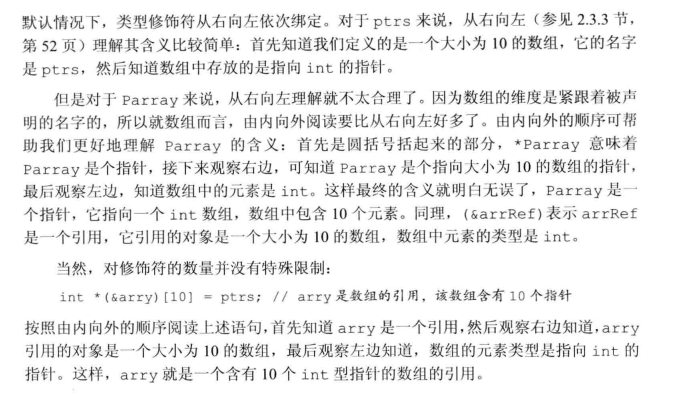 默认情况下，类型修饰符从右向左依次绑定。对于 ptrs 来说，从右向左（参见 2.3.3 节，
第 52 页）理解其含义比较简单：首先知道我们定义的是一个大小为 10 的数组，它的名字
是 ptrs，然后知道数组中存放的是指向 int 的指针。
但是对于 Parray 来说，从右向左理解就不太合理了。因为数组的维度是紧跟着被声
明的名字的，所以就数组而言，由内向外阅读要比从右向左好多了。由内向外的顺序可帮
助我们更好地理解 Parray 的含义：首先是圆括号括起来的部分，*Parray 意味着
Parray 是个指针，接下来观察右边，可知道 Parray 是个指向大小为 10 的数组的指针，
最后观察左边，知道数组中的元素是 int。这样最终的含义就明白无误了，Parray 是一
个指针，它指向一个 int 数组，数组中包含 10 个元素。同理，(&arrRef)表示 arrRef
是一个引用，它引用的对象是一个大小为 10 的数组，数组中元素的类型是 int。
当然，对修饰符的数量并没有特殊限制：
int *(&arry)[10] = ptrs; // arry 是数组的引用，该数组含有 10 个指针
按照由内向外的顺序阅读上述语句，首先知道 arry 是一个引用，然后观察右边知道，arry
引用的对象是一个大小为 10 的数组，最后观察左边知道，数组的元素类型是指向 int 的
指针。这样，arry 就是一个含有 10 个 int 型指针的数组的引用。